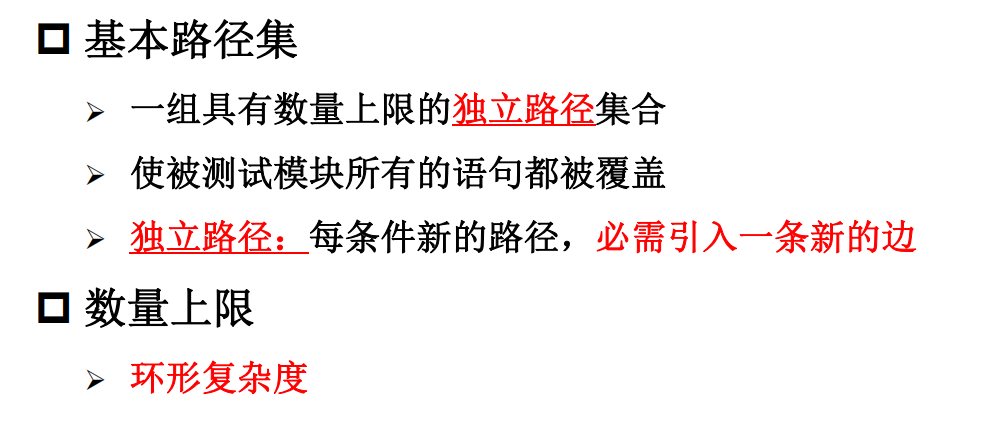 基本路径集
一组具有数量上限的独立路径集合
使被测试模块所有的语句都被覆盖
独立路径：每条件新的路径，必需引入一条新的边
数量上限
环形复杂度